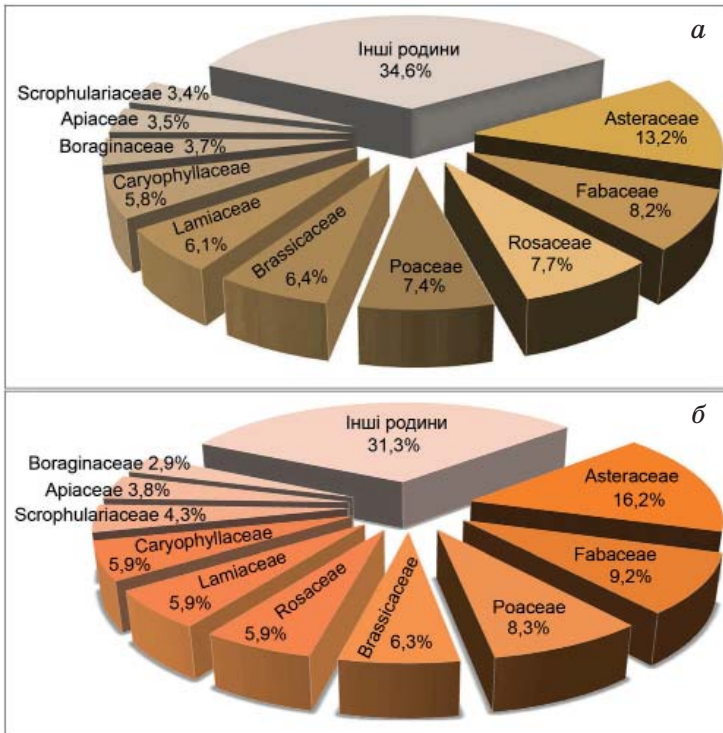 а
Інші родини
34,6%
Asteraceae
13,2%
Fabaceae
8,2%
Rosaceae
7,7%
Poaceae
7,4%
Brassicaceae
6,4%
Lamiaceae
6,1%
Caryophyllaceae
5,8%
Boraginaceae 3,7%
Apiaceae 3,5%
Scrophulariaceae 3,4%
б
Інші родини
31,3%
Asteraceae
16,2%
Fabaceae
9,2%
Poaceae
8,3%
Brassicaceae
6,3%
Rosaceae
5,9%
Lamiaceae
5,9%
Caryophyllaceae
5,9%
Scrophulariaceae 4,3%
Apiaceae 3,8%
Boraginaceae 2,9%